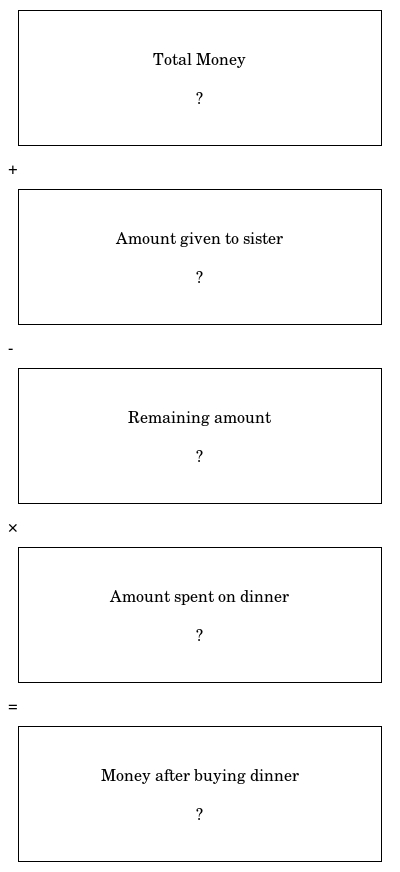 Total Money
?
+
Amount given to sister
?
-
Remaining amount
?
×
Amount spent on dinner
?
=
Money after buying dinner
?